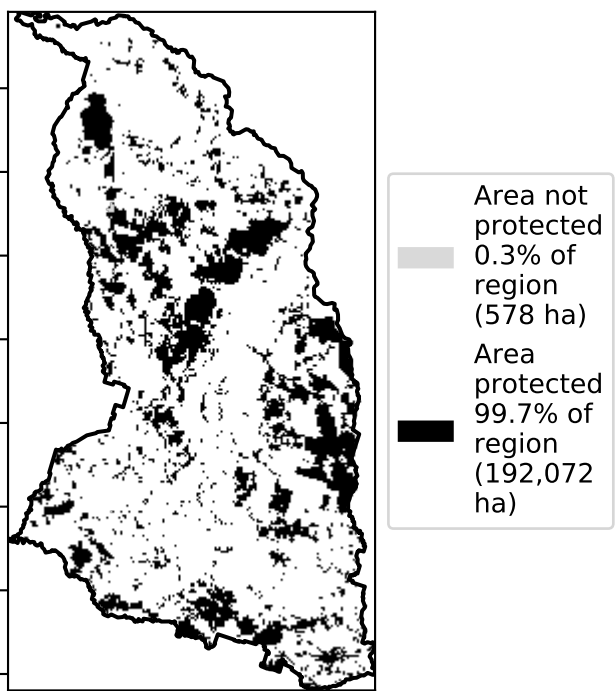 Area not
protected
0.3% of
region
(578 ha)
Area
protected
99.7% of
region
(192,072
ha)